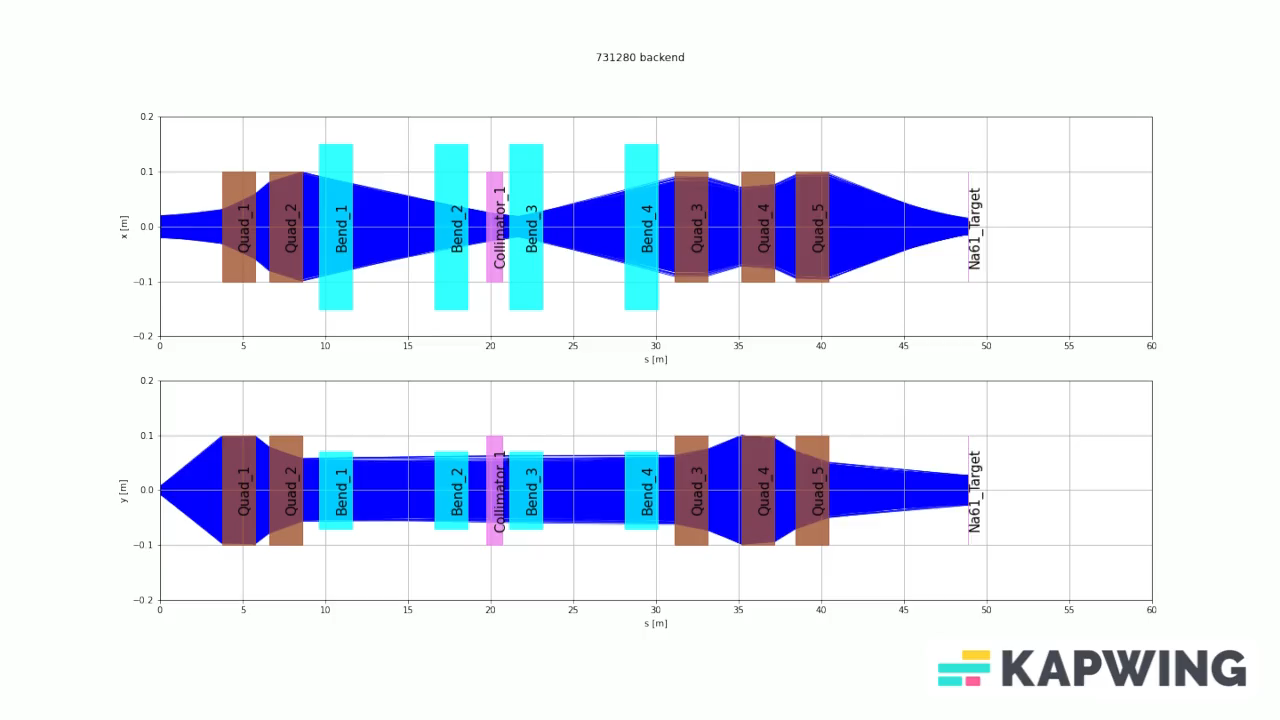 731280 backend
0.2
0.1
0.0
−0.1
−0.2
x [m]
Quad_1
Quad_2
Bend_1
Bend_2
Collimator_1
Bend_3
Bend_4
Quad_3
Quad_4
Quad_5
Na61_Target
0 5 10 15 20 25 30 35 40 45 50 55 60
s [m]
0.2
0.1
0.0
−0.1
−0.2
y [m]
Quad_1
Quad_2
Bend_1
Bend_2
Collimator_1
Bend_3
Bend_4
Quad_3
Quad_4
Quad_5
Na61_Target
0 5 10 15 20 25 30 35 40 45 50 55 60
s [m]
KAPWING